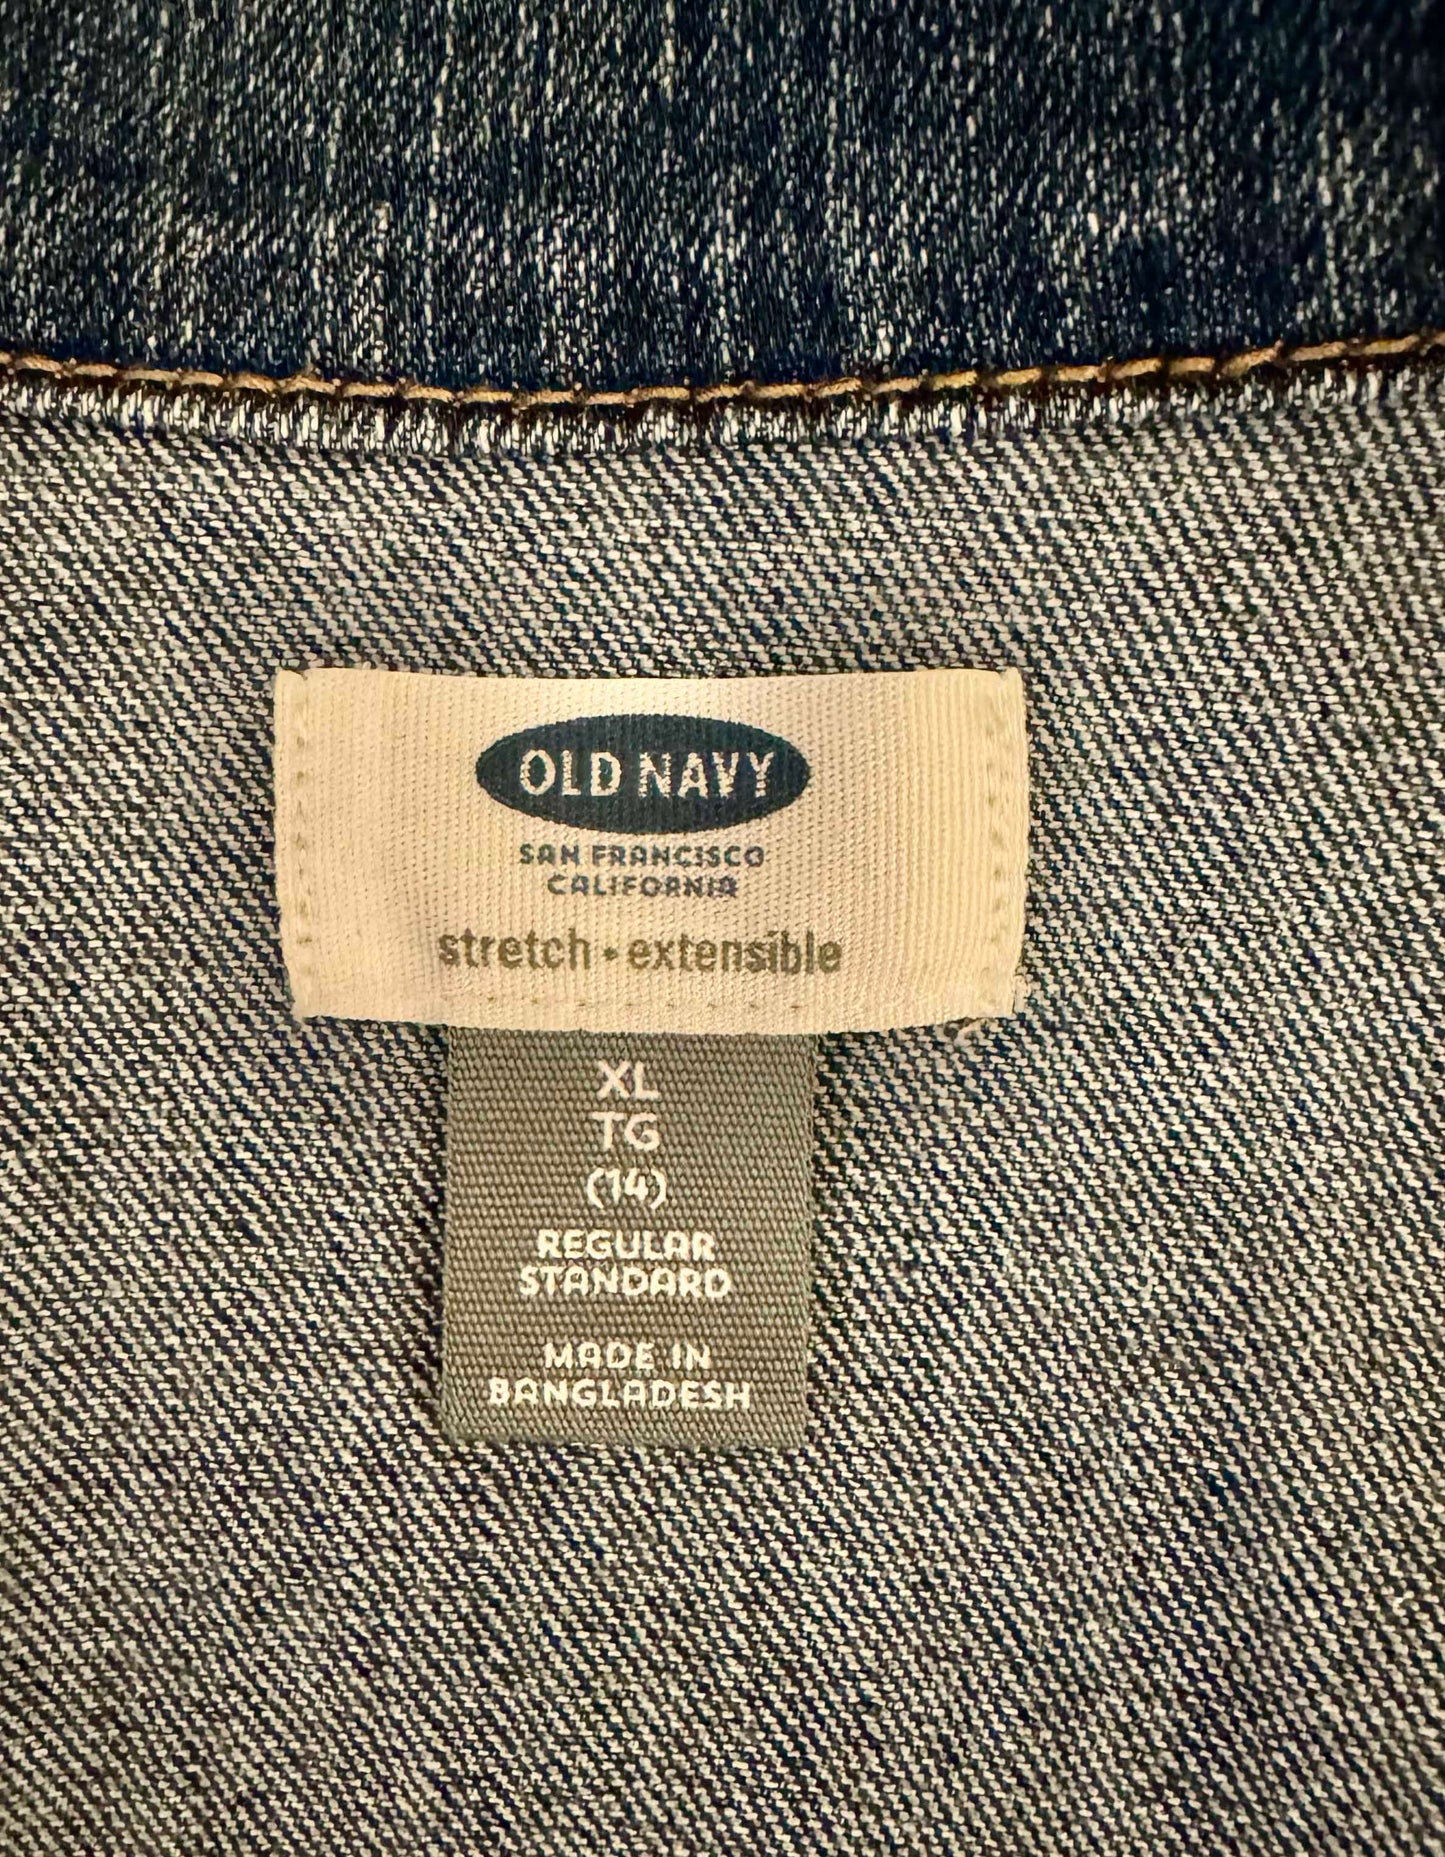 OLD NAVY
SAN FRANCISCO
CALIFORNIA
stretch • extensible
XL
TG
(14)
REGULAR
STANDARD
MADE IN
BANGLADESH